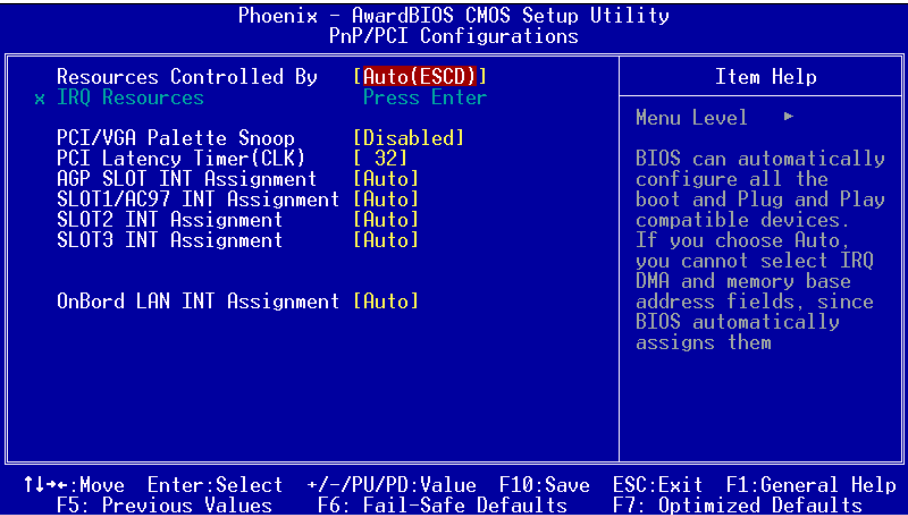 Phoenix - AwardBIOS CMOS Setup Utility
PnP/PCI Configurations
Resources Controlled By [Auto(ESCD)]
x IRQ Resources Press Enter
PCI/VGA Palette Snoop [Disabled]
PCI Latency Timer(CLK) [ 32]
AGP SLOT INT Assignment [Auto]
SLOT1/AC97 INT Assignment [Auto]
SLOT2 INT Assignment [Auto]
SLOT3 INT Assignment [Auto]
OnBord LAN INT Assignment [Auto]
Item Help
Menu Level ►
BIOS can automatically
configure all the
boot and Plug and Play
compatible devices.
If you choose Auto,
you cannot select IRQ
DMA and memory base
address fields, since
BIOS automatically
assigns them
↑↓→←:Move Enter:Select +/-/PU/PD:Value F10:Save ESC:Exit F1:General Help
F5: Previous Values F6: Fail-Safe Defaults F7: Optimized Defaults